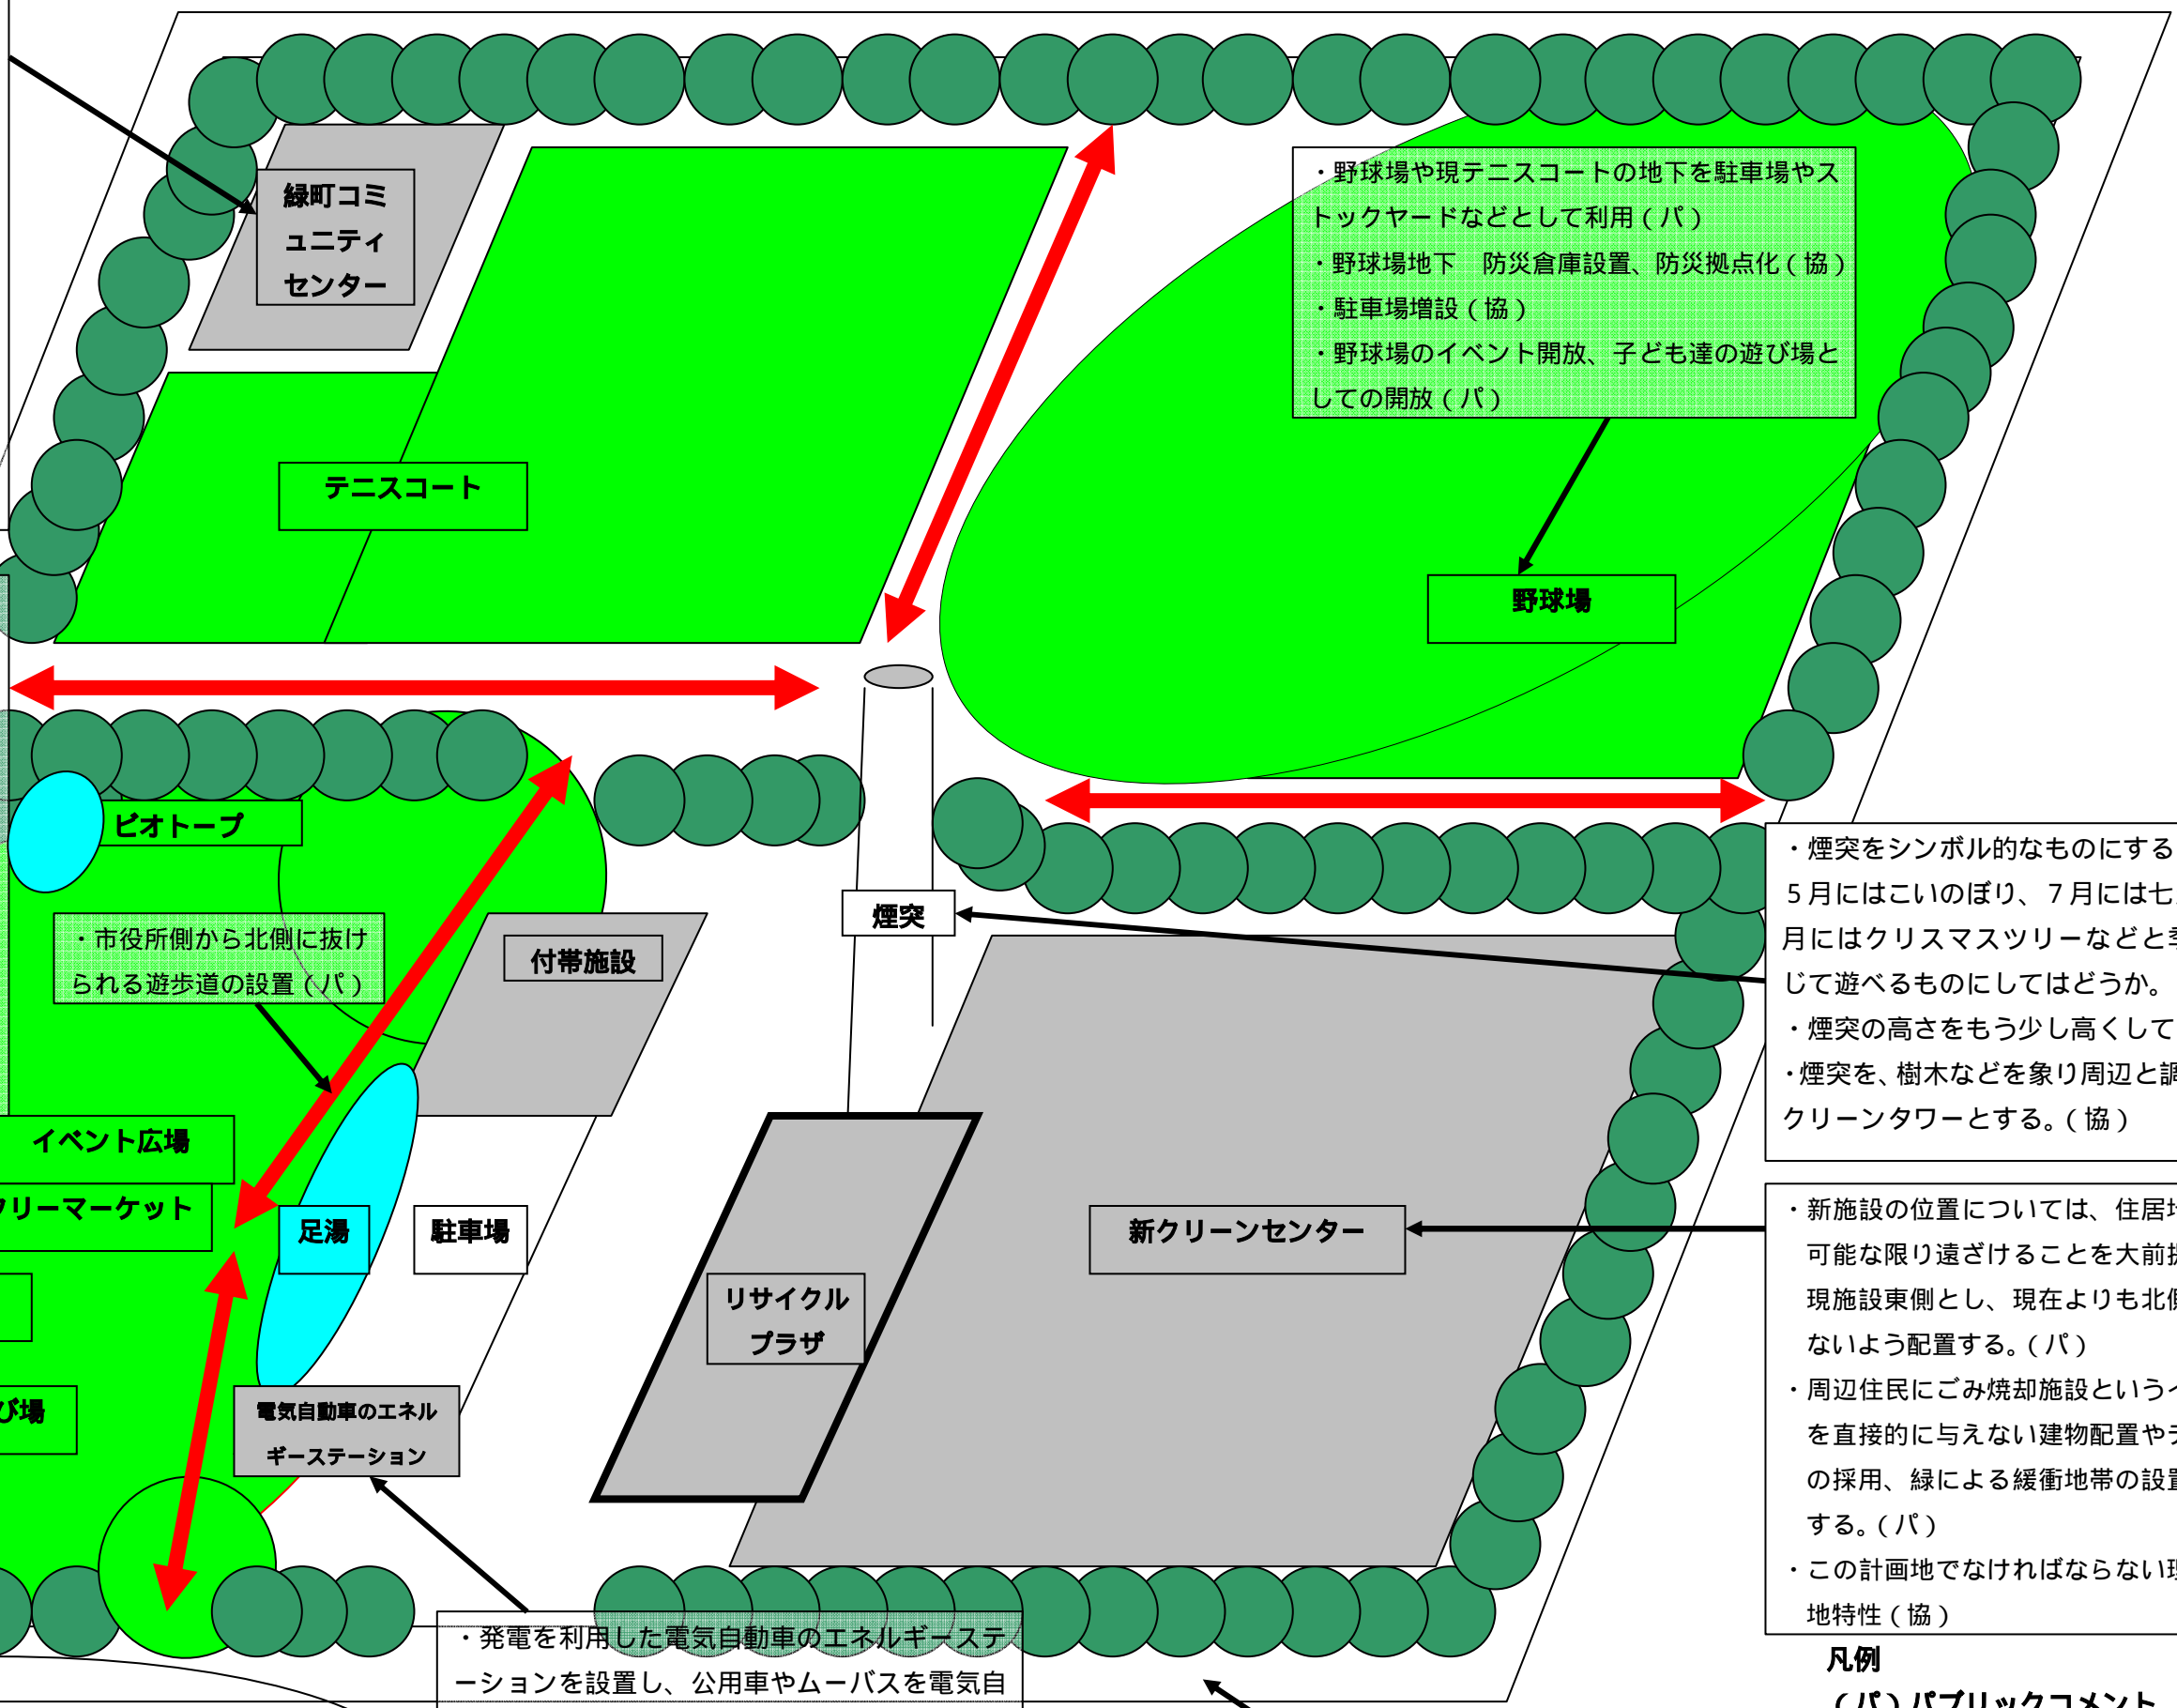 緑町コミ
ュニティ
センター
・野球場や現テニスコートの地下を駐車場やス
トックヤードなどとして利用（パ）
・野球場地下　防災倉庫設置、防災拠点化（協）
・駐車場増設（協）
・野球場のイベント開放、子ども達の遊び場と
しての開放（パ）
テニスコート
野球場
ビオトープ
・市役所側から北側に抜け
られる遊歩道の設置（パ）
付帯施設
煙突
・煙突をシンボル的なものにする
５月にはこいのぼり、７月には七
月にはクリスマスツリーなどと季
じて遊べるものにしてはどうか。
・煙突の高さをもう少し高くして
・煙突を、樹木などを象り周辺と調
クリーンタワーとする。（協）
イベント広場
リーマーケット
足湯
駐車場
新クリーンセンター
リサイクル
プラザ
び場
電気自動車のエネル
ギーステーション
・新施設の位置については、住居
可能な限り遠ざけることを大前
現施設東側とし、現在よりも北側
ないよう配置する。（パ）
・周辺住民にごみ焼却施設という
を直接的に与えない建物配置や
の採用、緑による緩衝地帯の設置
する。（パ）
・この計画地でなければならない理
地特性（協）
・発電を利用した電気自動車のエネルギーステ
ーションを設置し、公用車やムーバスを電気自
凡例
（パ）パブリックコメント